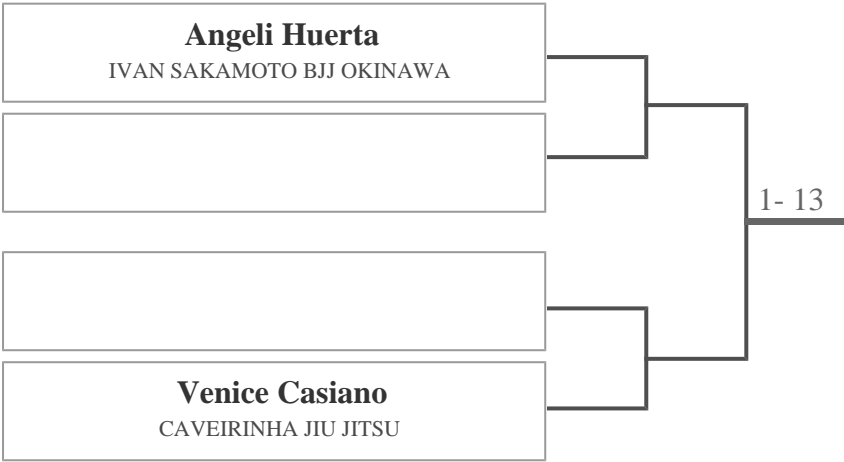 Angeli Huerta
IVAN SAKAMOTO BJJ OKINAWA
1- 13
Venice Casiano
CAVEIRINHA JIU JITSU